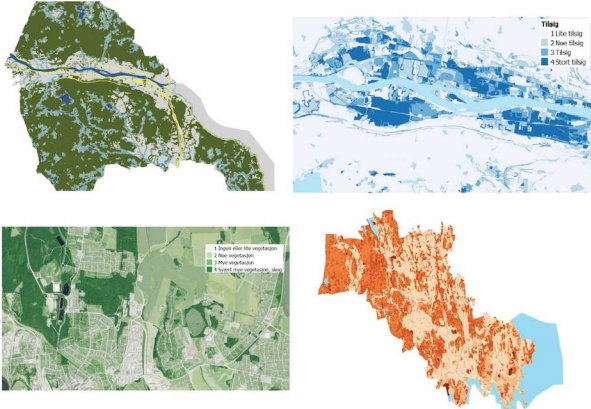 Tilsig
1 Lite tilsig
2 Noe tilsig
3 Tilsig
4 Stort tilsig
1 Ingen eller lite vegetasjon
2 Noe vegetasjon
3 Mye vegetasjon
4 Svært mye vegetasjon, skog